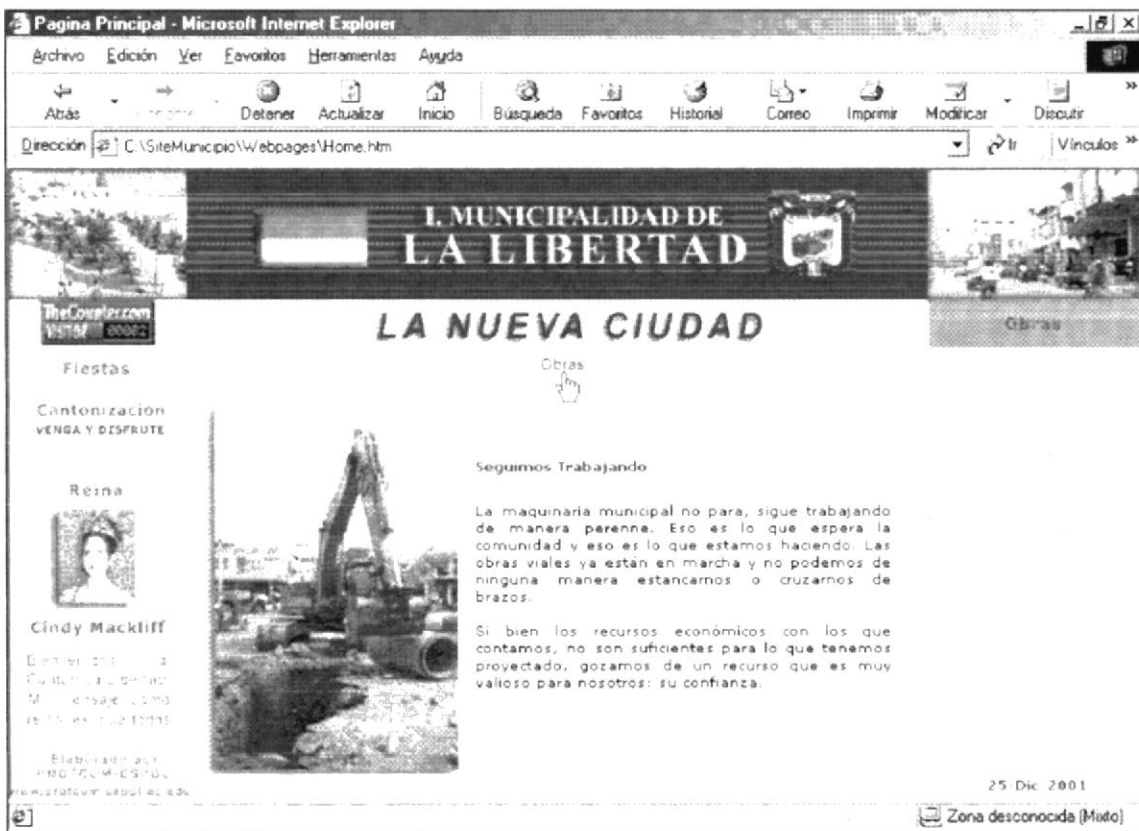 Pagina Principal - Microsoft Internet Explorer
Archivo Edición Ver Favoritos Herramientas Ayuda
Atrás Detener Actualizar Inicio Búsqueda Favoritos Historial Correo Imprimir Modificar Discutir
Dirección C:\SiteMunicipio\Webpages\Home.htm Ir Vínculos
I. MUNICIPALIDAD DE
LA LIBERTAD
TheCounter.com
LA NUEVA CIUDAD
Obras
Fiestas
Obras
Cantonización
VENGA Y DISFRUTE
Reina
Cindy Mackliff
Seguimos Trabajando
La maquinaria municipal no para, sigue trabajando
de manera perenne. Eso es lo que espera la
comunidad y eso es lo que estamos haciendo. Las
obras viales ya están en marcha y no podemos de
ninguna manera estancarnos o cruzarnos de
brazos.
Si bien los recursos económicos con los que
contamos, no son suficientes para lo que tenemos
proyectado, gozamos de un recurso que es muy
valioso para nosotros: su confianza.
Elaborado por
25 Dic 2001
Zona desconocida (Mixto)